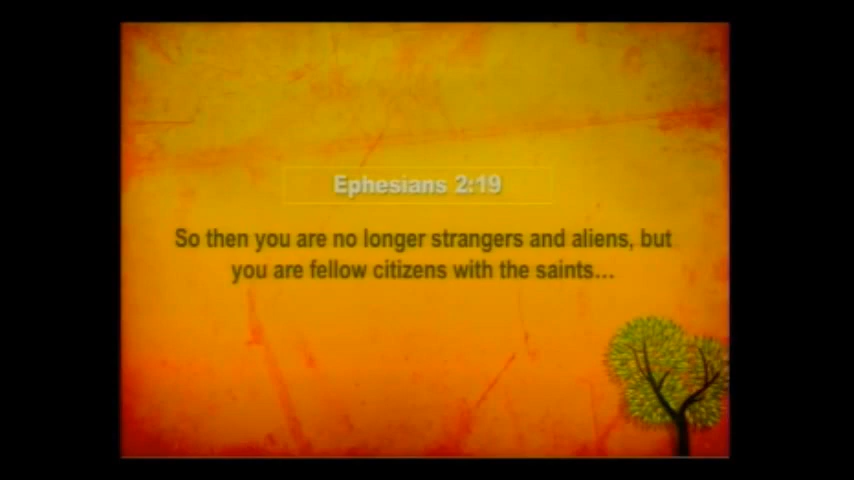 Ephesians 2:19
So then you are no longer strangers and aliens, but
you are fellow citizens with the saints…